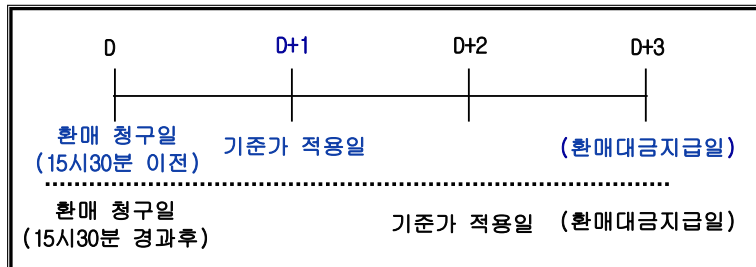 D D+1 D+2 D+3
환매 청구일 기준가 적용일 (환매대금지급일)
(15시30분 이전)
환매 청구일 기준가 적용일 (환매대금지급일)
(15시30분 경과후)